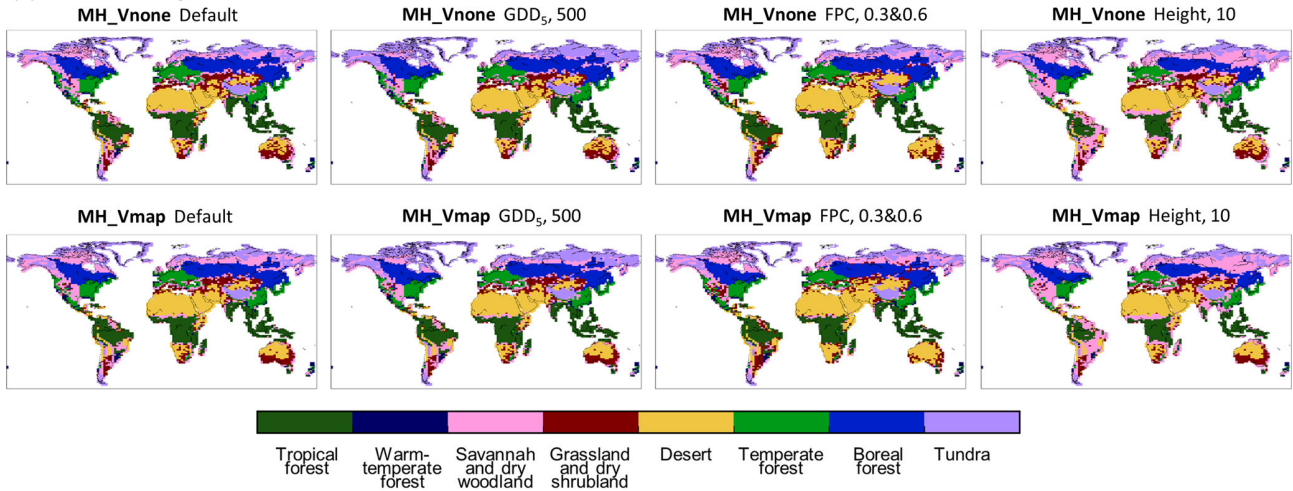 MH_Vnone Default
MH_Vnone GDD₅, 500
MH_Vnone FPC, 0.3&0.6
MH_Vnone Height, 10
MH_Vmap Default
MH_Vmap GDD₅, 500
MH_Vmap FPC, 0.3&0.6
MH_Vmap Height, 10
Tropical
forest
Warm-
temperate
forest
Savannah
and dry
woodland
Grassland
and dry
shrubland
Desert
Temperate
forest
Boreal
forest
Tundra